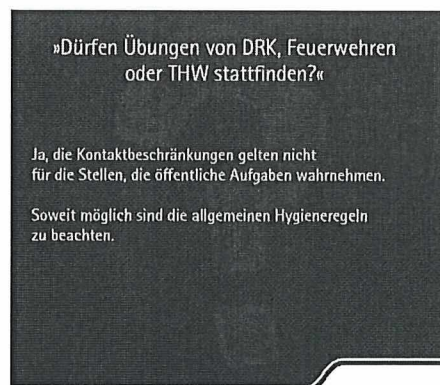 »Dürfen Übungen von DRK, Feuerwehren
oder THW stattfinden?«
Ja, die Kontaktbeschränkungen gelten nicht
für die Stellen, die öffentliche Aufgaben wahrnehmen.
Soweit möglich sind die allgemeinen Hygieneregeln
zu beachten.